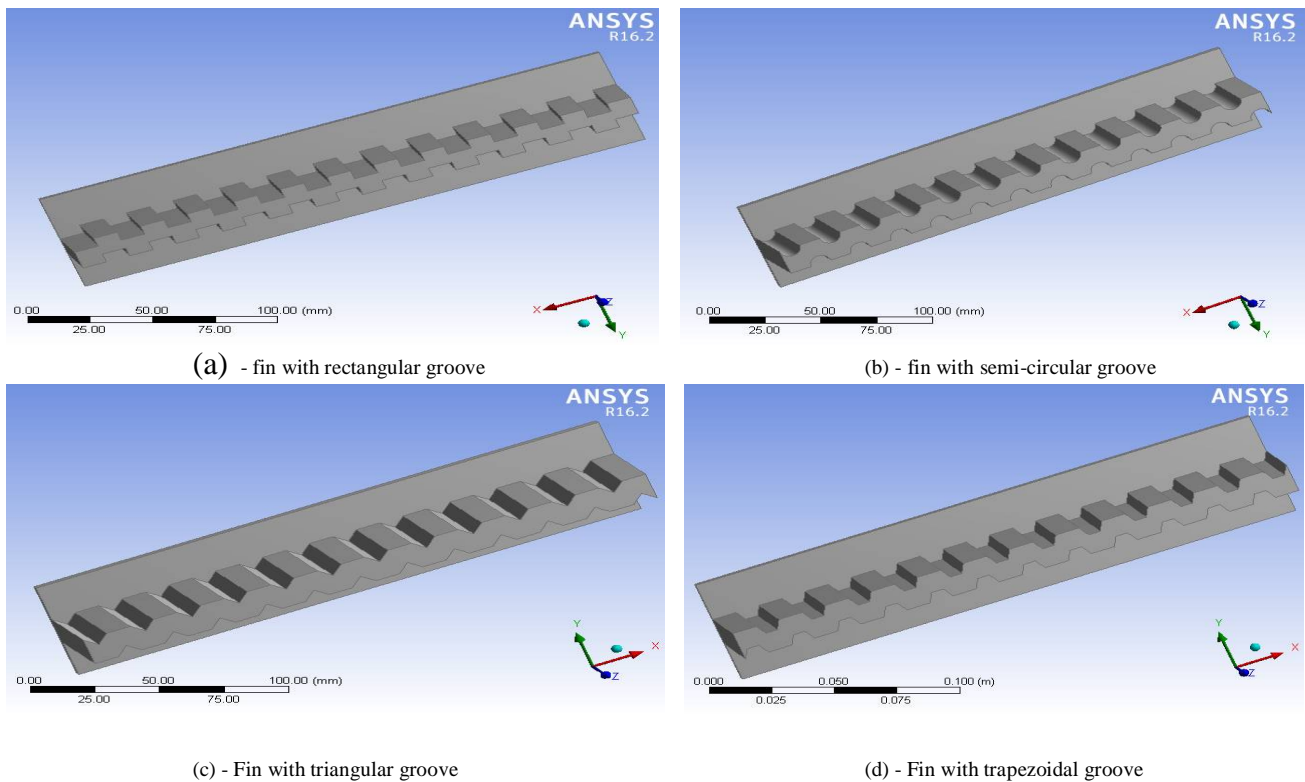 ANSYS
R16.2
0.00 50.00 100.00 (mm)
25.00 75.00
X Z Y
(a) - fin with rectangular groove
ANSYS
R16.2
0.00 50.00 100.00 (mm)
25.00 75.00
X Z Y
(b) - fin with semi-circular groove
ANSYS
R16.2
Y X Z
0.00 50.00 100.00 (mm)
25.00 75.00
(c) - Fin with triangular groove
ANSYS
R16.2
Y X Z
0.000 0.050 0.100 (m)
0.025 0.075
(d) - Fin with trapezoidal groove